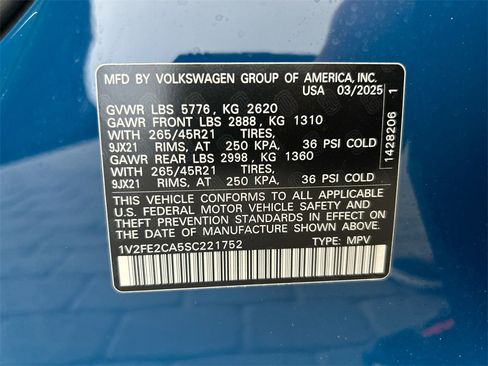 MFD BY VOLKSWAGEN GROUP OF AMERICA, INC.
USA 03/2025
GVWR LBS 5776, KG 2620
GAWR FRONT LBS 2888, KG 1310
WITH 265/45R21 TIRES,
9JX21 RIMS, AT 250 KPA, 36 PSI COLD
GAWR REAR LBS 2998, KG 1360
WITH 265/45R21 TIRES,
9JX21 RIMS, AT 250 KPA, 36 PSI COLD
THIS VEHICLE CONFORMS TO ALL APPLICABLE
U.S. FEDERAL MOTOR VEHICLE SAFETY AND
THEFT PREVENTION STANDARDS IN EFFECT ON
THE DATE OF MANUFACTURE SHOWN ABOVE.
1V2FE2CA5SC221752 TYPE: MPV
1428206 1